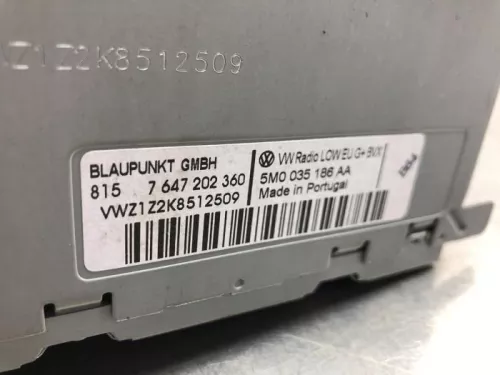 Z1Z2K8512509
BLAUPUNKT GMBH
815 7 647 202 360
VWZ1Z2K8512509
VW Radio LOW EU G+ BVX
5M0 035 186 AA
Made in Portugal